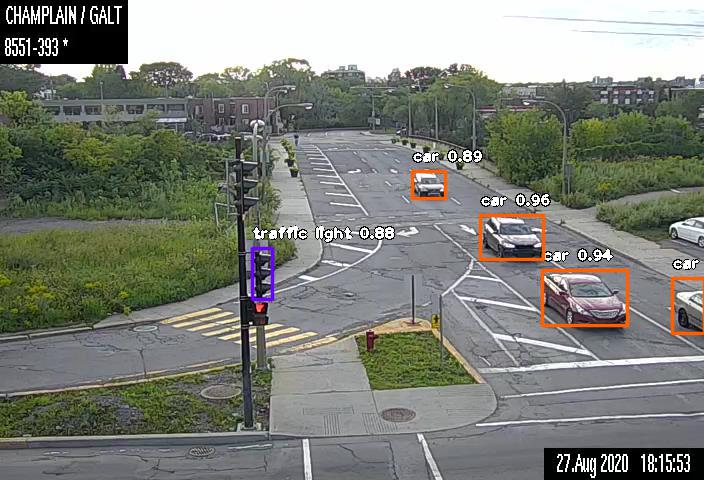 CHAMPLAIN / GALT
8551-393 *
car 0.89
car 0.96
traffic light 0.88
car 0.94
car
27.Aug 2020 18:15:53